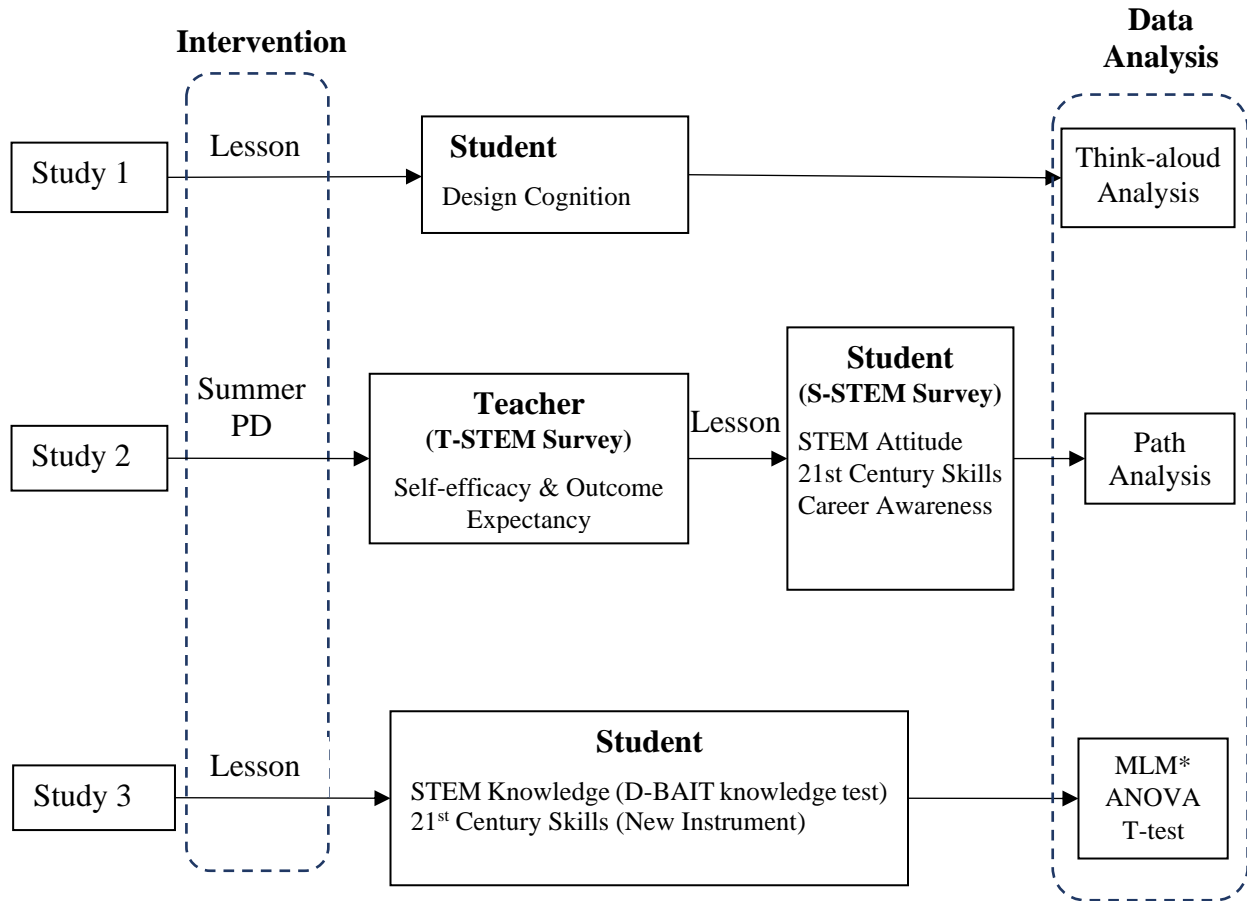 Intervention
Data
Analysis
Study 1
Lesson
Student
Design Cognition
Think-aloud
Analysis
Study 2
Summer
PD
Teacher
(T-STEM Survey)
Self-efficacy & Outcome
Expectancy
Lesson
Student
(S-STEM Survey)
STEM Attitude
21st Century Skills
Career Awareness
Path
Analysis
Study 3
Lesson
Student
STEM Knowledge (D-BAIT knowledge test)
21st Century Skills (New Instrument)
MLM*
ANOVA
T-test